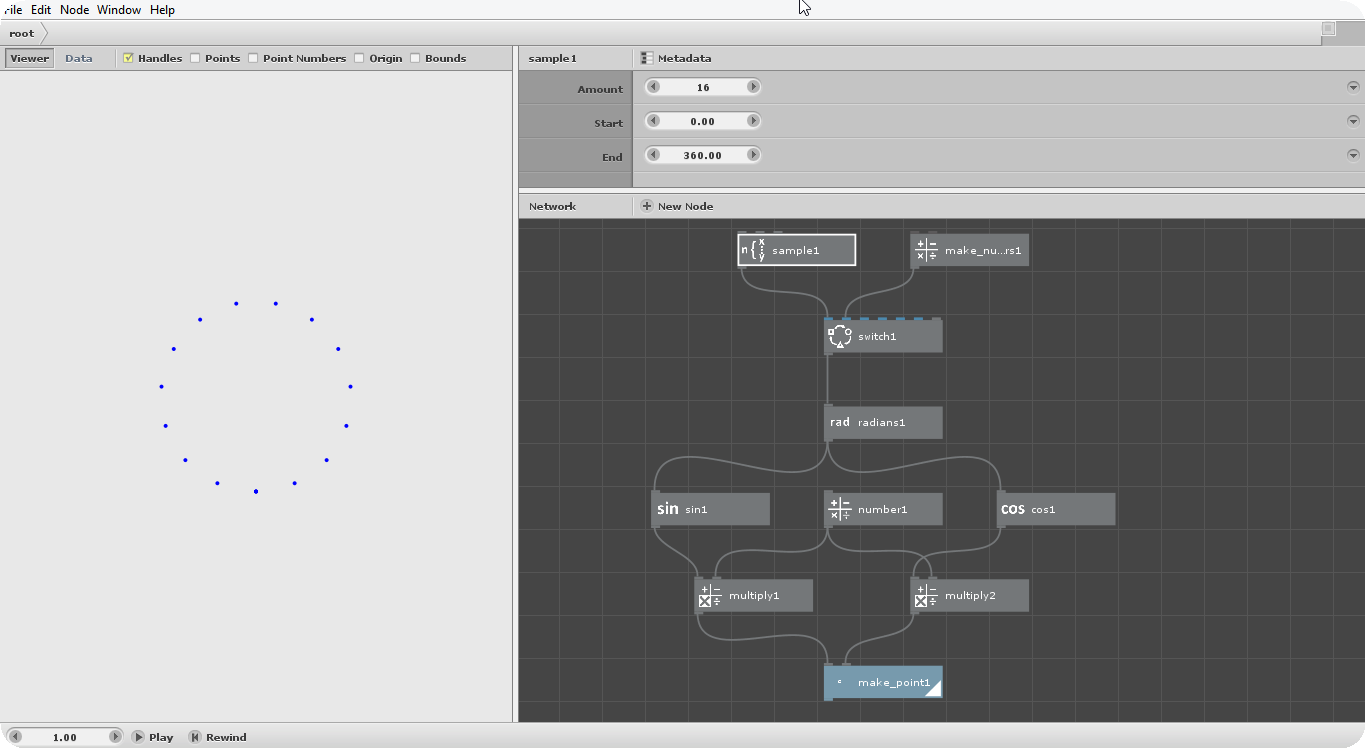 File Edit Node Window Help
root
Viewer Data Handles Points Point Numbers Origin Bounds
sample1 Metadata
Amount 16
Start 0.00
End 360.00
Network + New Node
n{ x y sample1
+ - × ÷ make_nu...rs1
switch1
rad radians1
sin sin1
+ - × ÷ number1
cos cos1
+ - × ÷ multiply1
+ - × ÷ multiply2
make_point1
1.00 Play Rewind